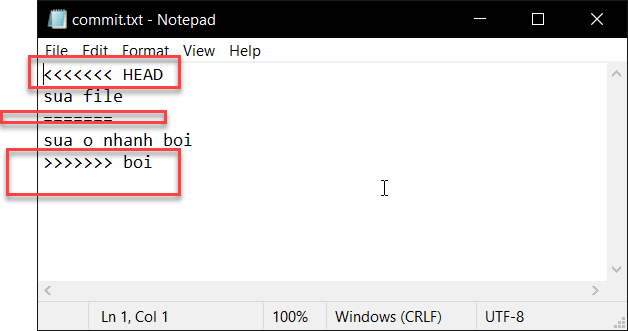 commit.txt - Notepad
File Edit Format View Help
<<<<<<< HEAD
sua file
=======
sua o nhanh boi
>>>>>>> boi
Ln 1, Col 1 100% Windows (CRLF) UTF-8